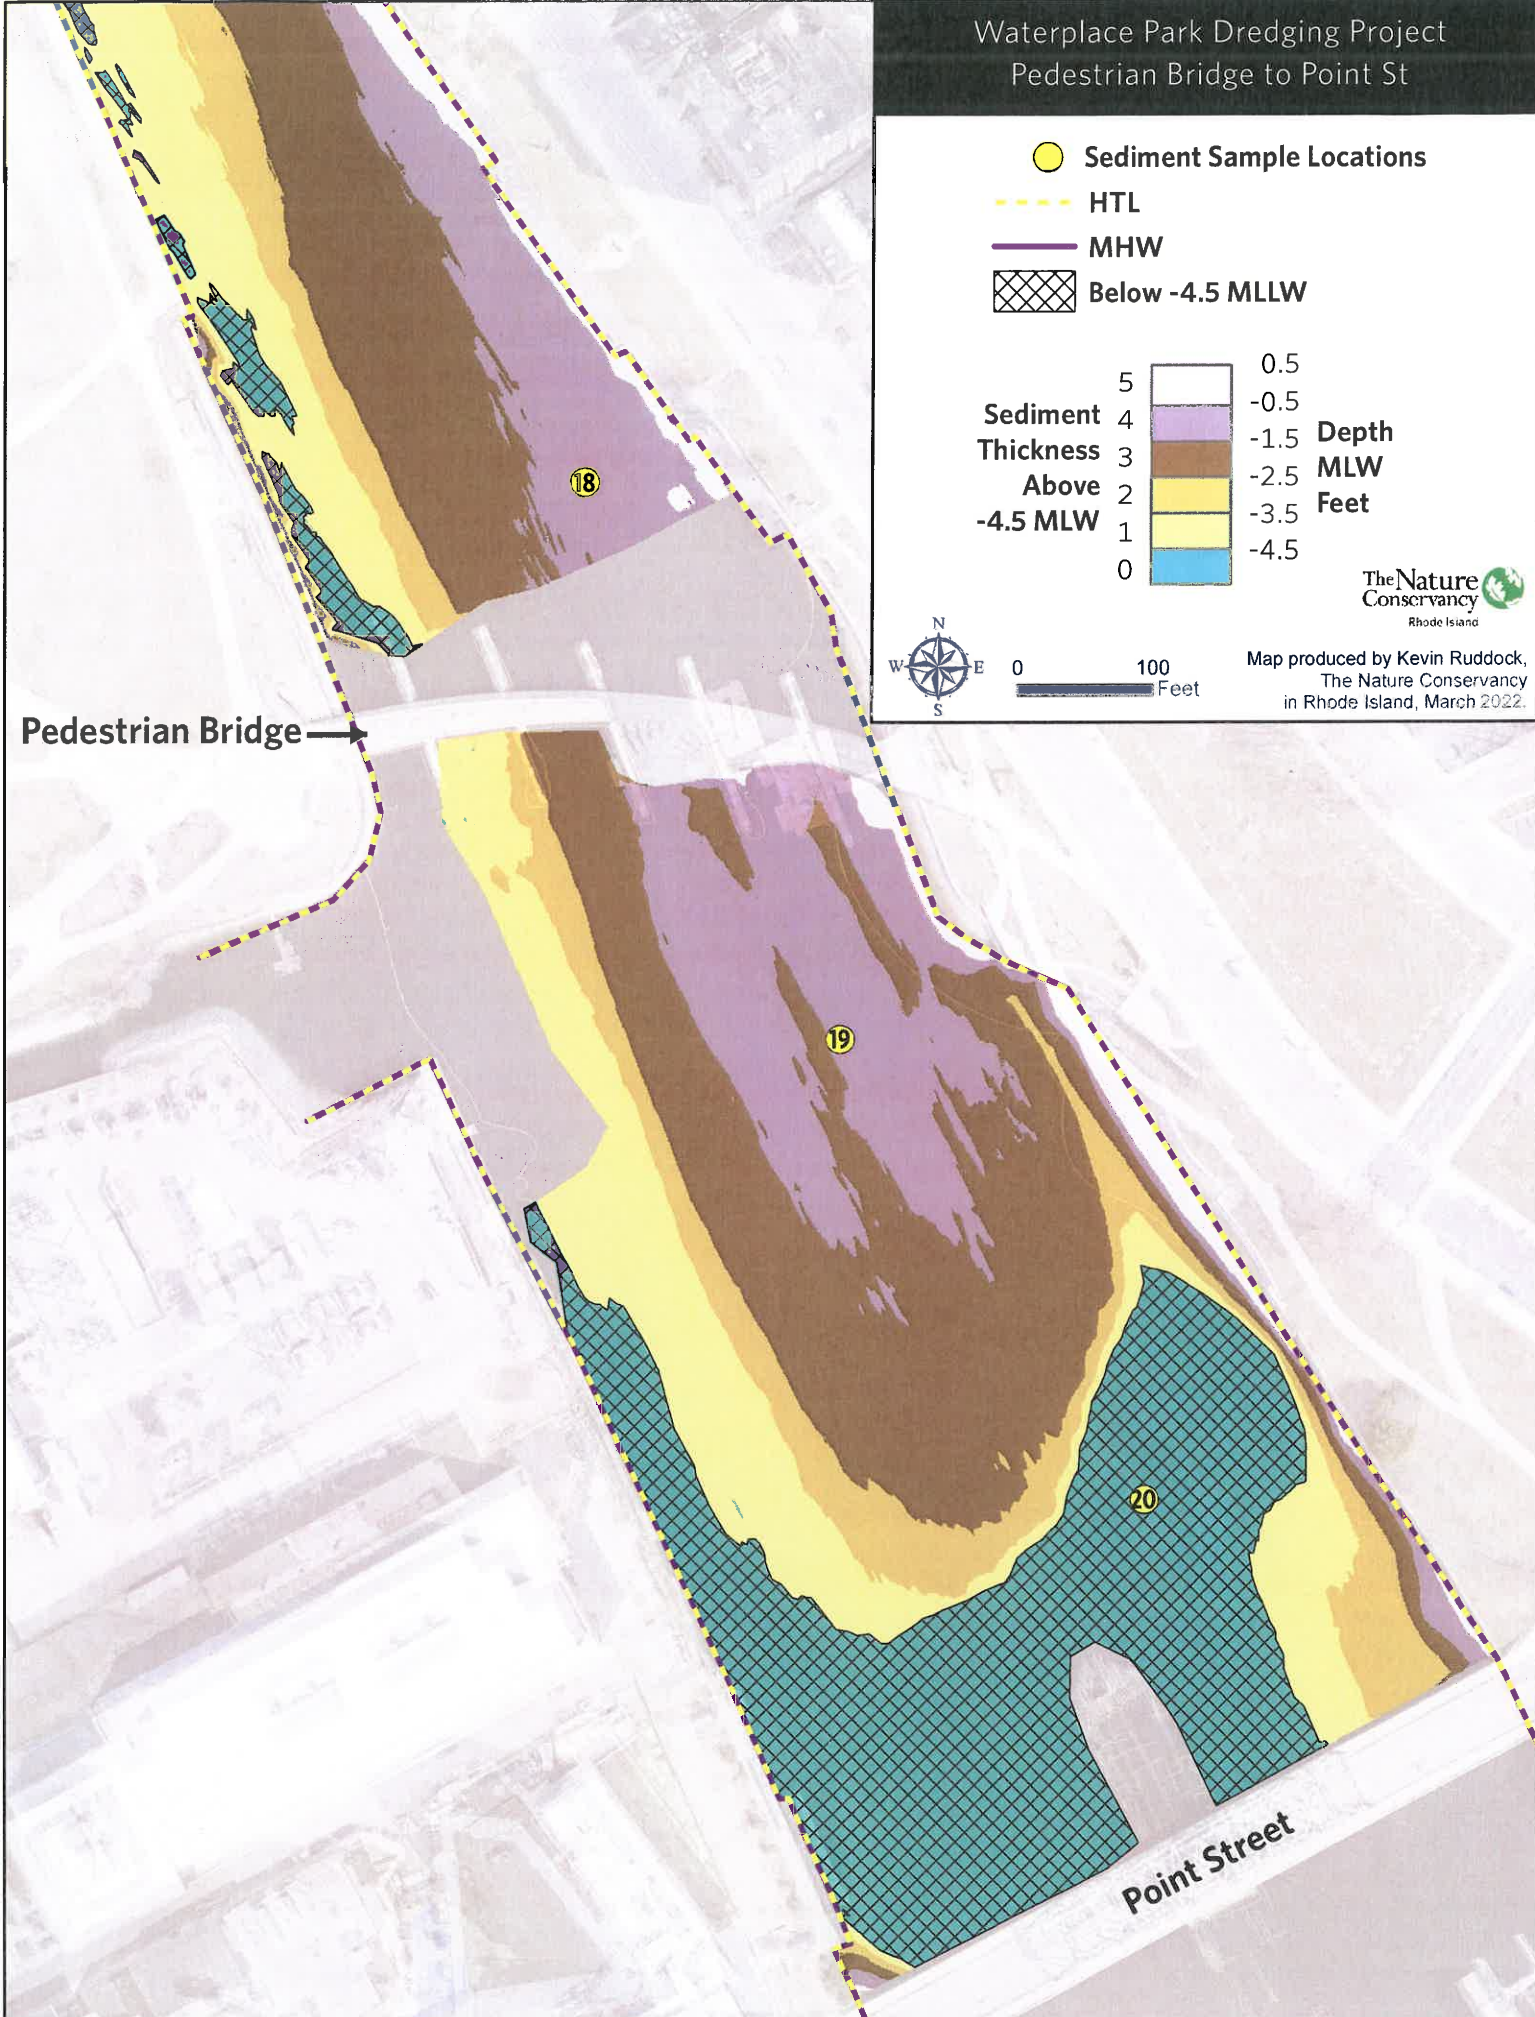 Waterplace Park Dredging Project
Pedestrian Bridge to Point St
Sediment Sample Locations
HTL
MHW
Below -4.5 MLLW
Sediment
Thickness
Above
-4.5 MLW
5
4
3
2
1
0
0.5
-0.5
-1.5
-2.5
-3.5
-4.5
Depth
MLW
Feet
The Nature
Conservancy
Rhode Island
N
W
E
S
0
100
Feet
Map produced by Kevin Ruddock,
The Nature Conservancy
in Rhode Island, March 2022.
18
Pedestrian Bridge
19
20
Point Street